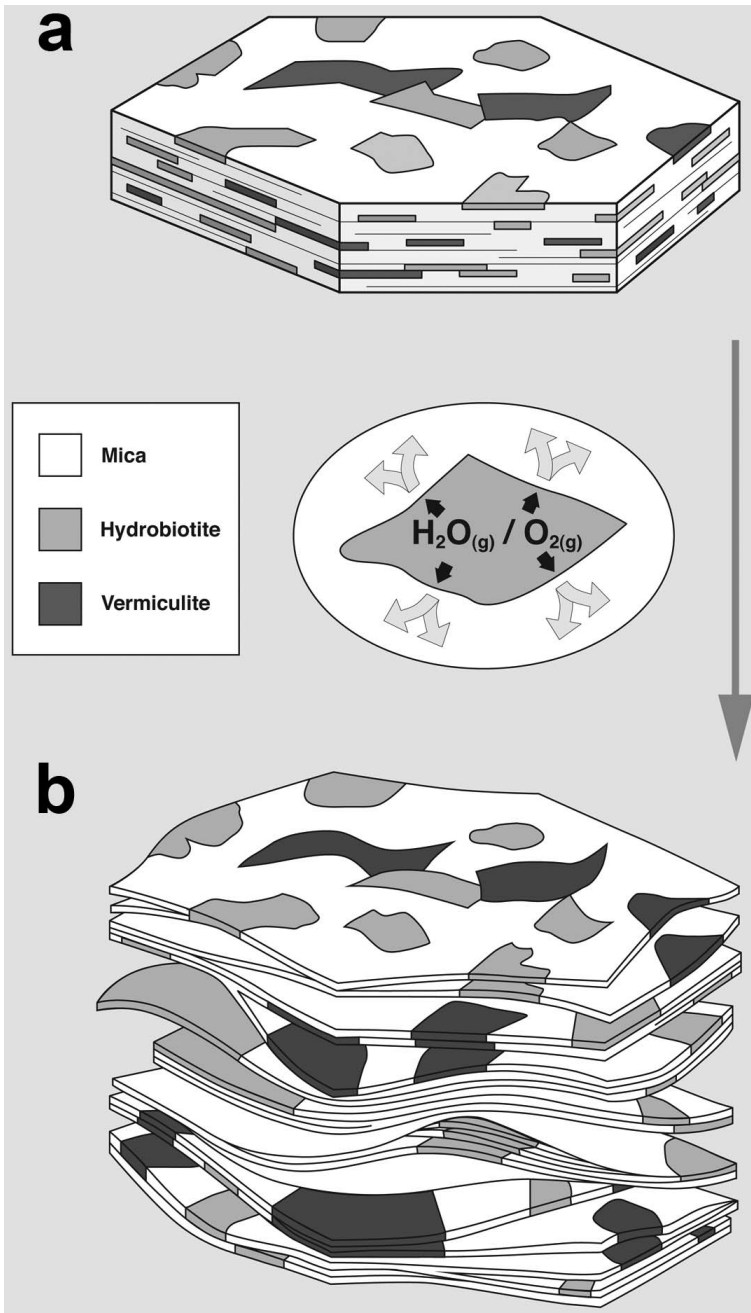 a
Mica
Hydrobiotite
Vermiculite
H₂O(g) / O₂(g)
b